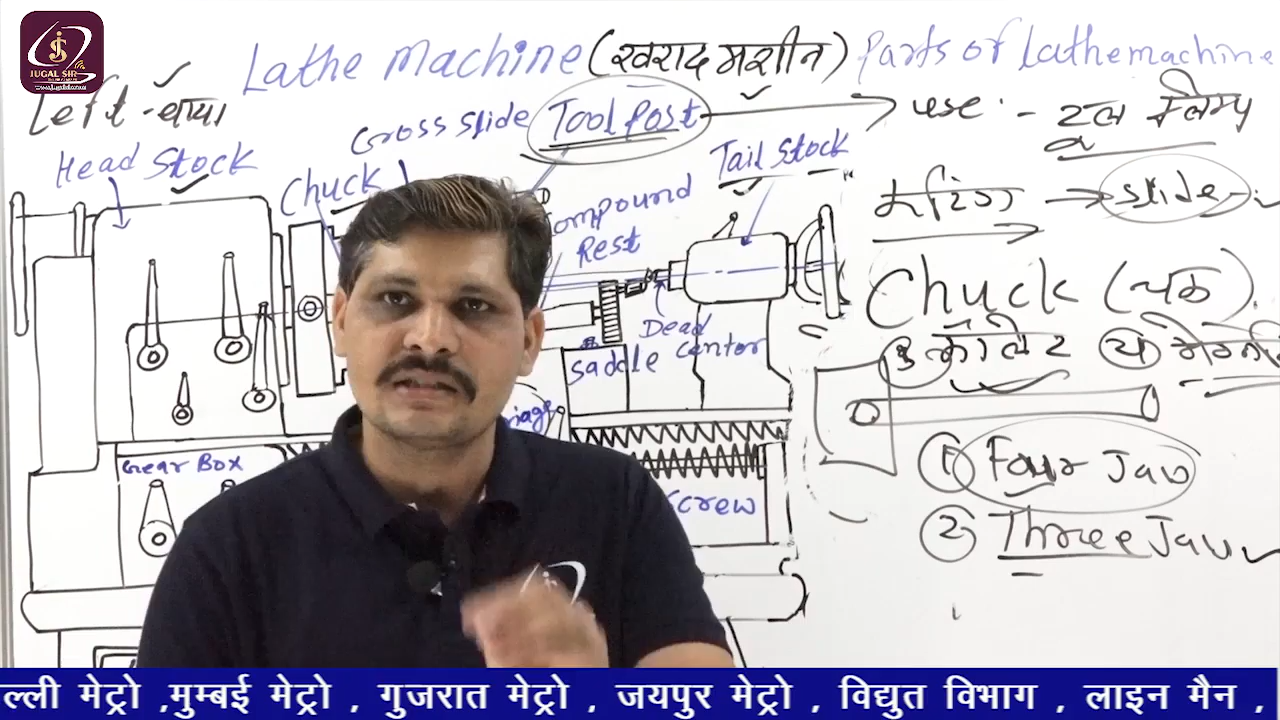 JUGAL SIR
Lathe Machine (खराद मशीन) Parts of lathe machine
Left - बाया
Cross slide
Tool Post
use :- टूल
Head Stock
Tail Stock
Chuck
Compound
Rest
slide
Chuck (चक)
Dead
center
Saddle
Gear Box
① Four Jaw
② Three Jaw
Screw
ल्ली मेट्रो ,मुम्बई मेट्रो , गुजरात मेट्रो , जयपुर मेट्रो , विद्युत विभाग , लाइन मैन ,